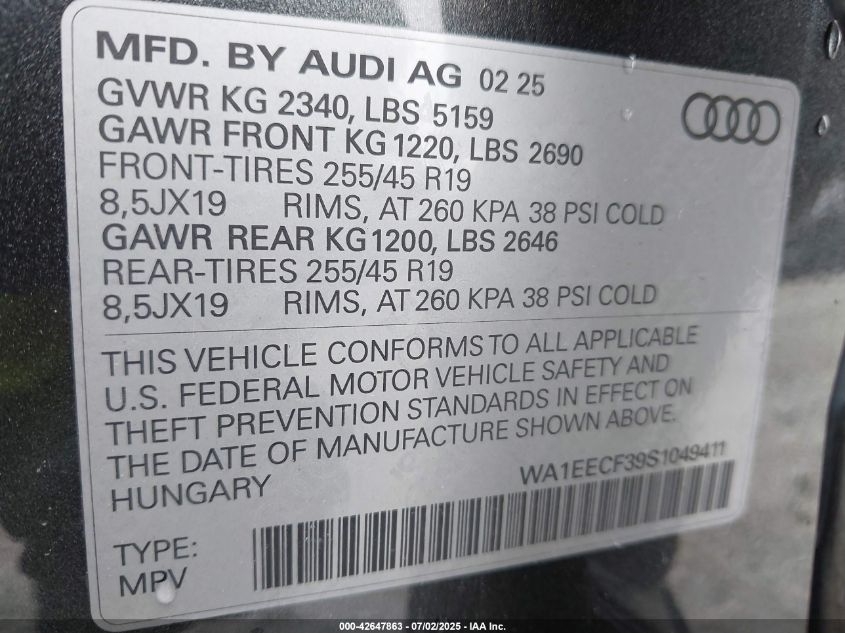 MFD. BY AUDI AG 02 25
GVWR KG 2340, LBS 5159
GAWR FRONT KG 1220, LBS 2690
FRONT-TIRES 255/45 R19
8,5JX19 RIMS, AT 260 KPA 38 PSI COLD
GAWR REAR KG 1200, LBS 2646
REAR-TIRES 255/45 R19
8,5JX19 RIMS, AT 260 KPA 38 PSI COLD
THIS VEHICLE CONFORMS TO ALL APPLICABLE
U.S. FEDERAL MOTOR VEHICLE SAFETY AND
THEFT PREVENTION STANDARDS IN EFFECT ON
THE DATE OF MANUFACTURE SHOWN ABOVE.
HUNGARY WA1EECF39S1049411
TYPE:
MPV
000-42647863 - 07/02/2025 - IAA Inc.